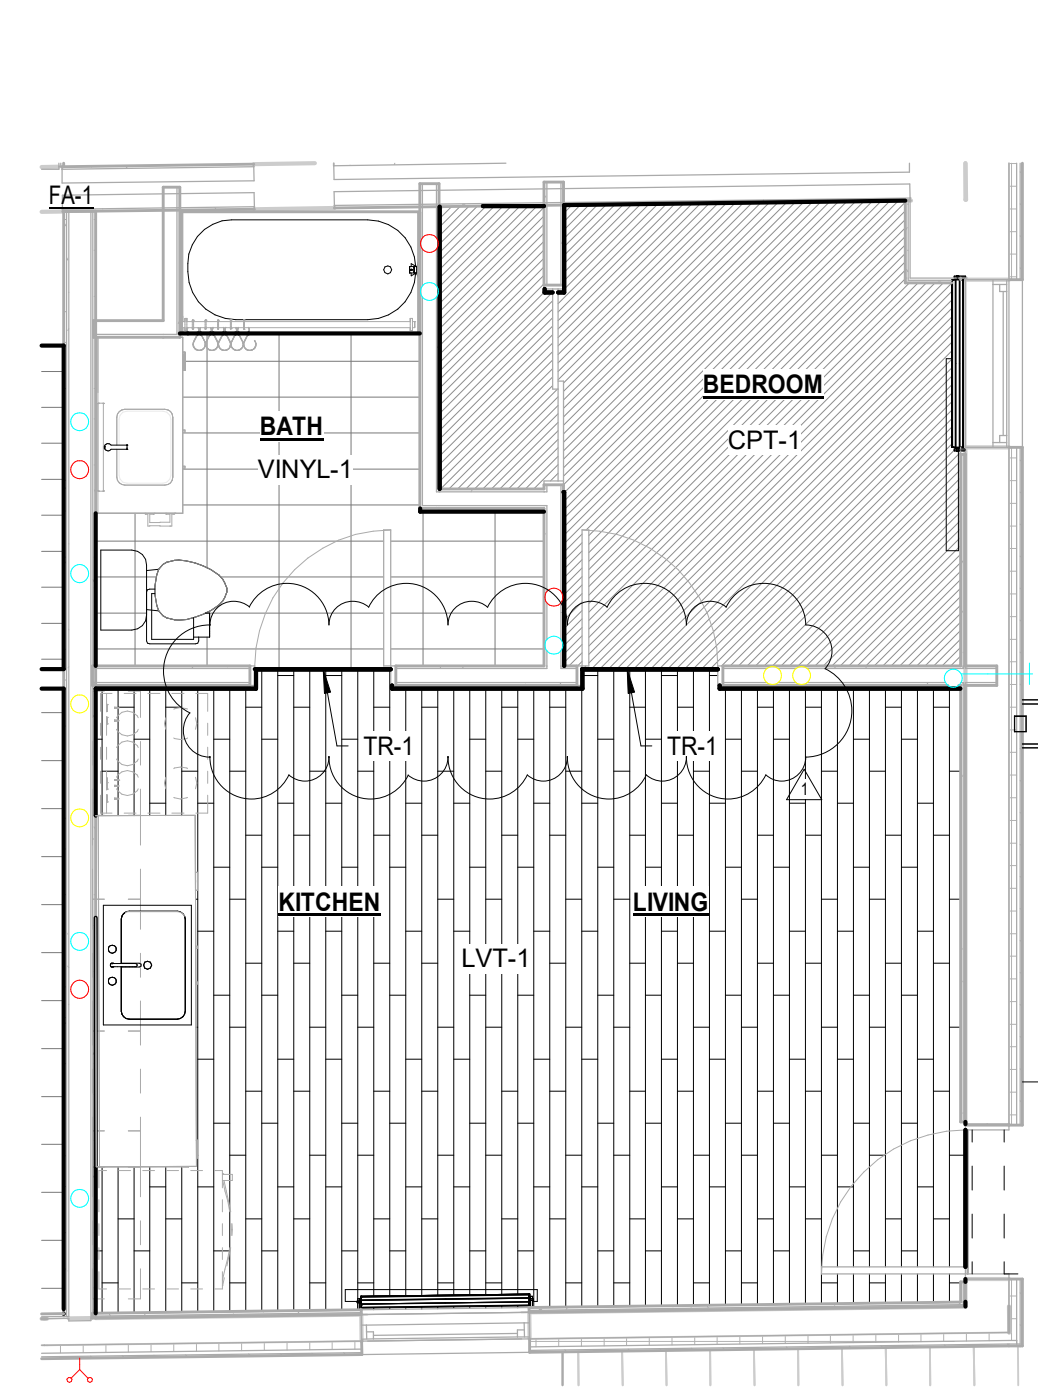 FA-1
BEDROOM
CPT-1
BATH
VINYL-1
TR-1
TR-1
1
KITCHEN
LIVING
LVT-1